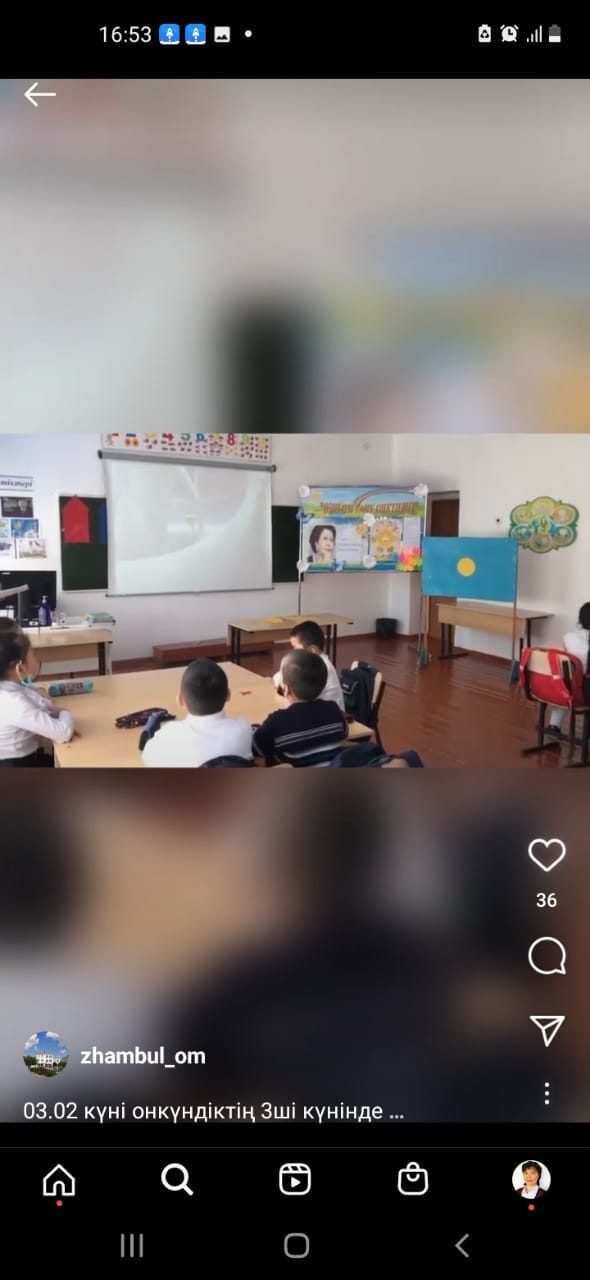 16:53
36
zhambul_om
03.02 күні онкүндіктің 3ші күнінде ...